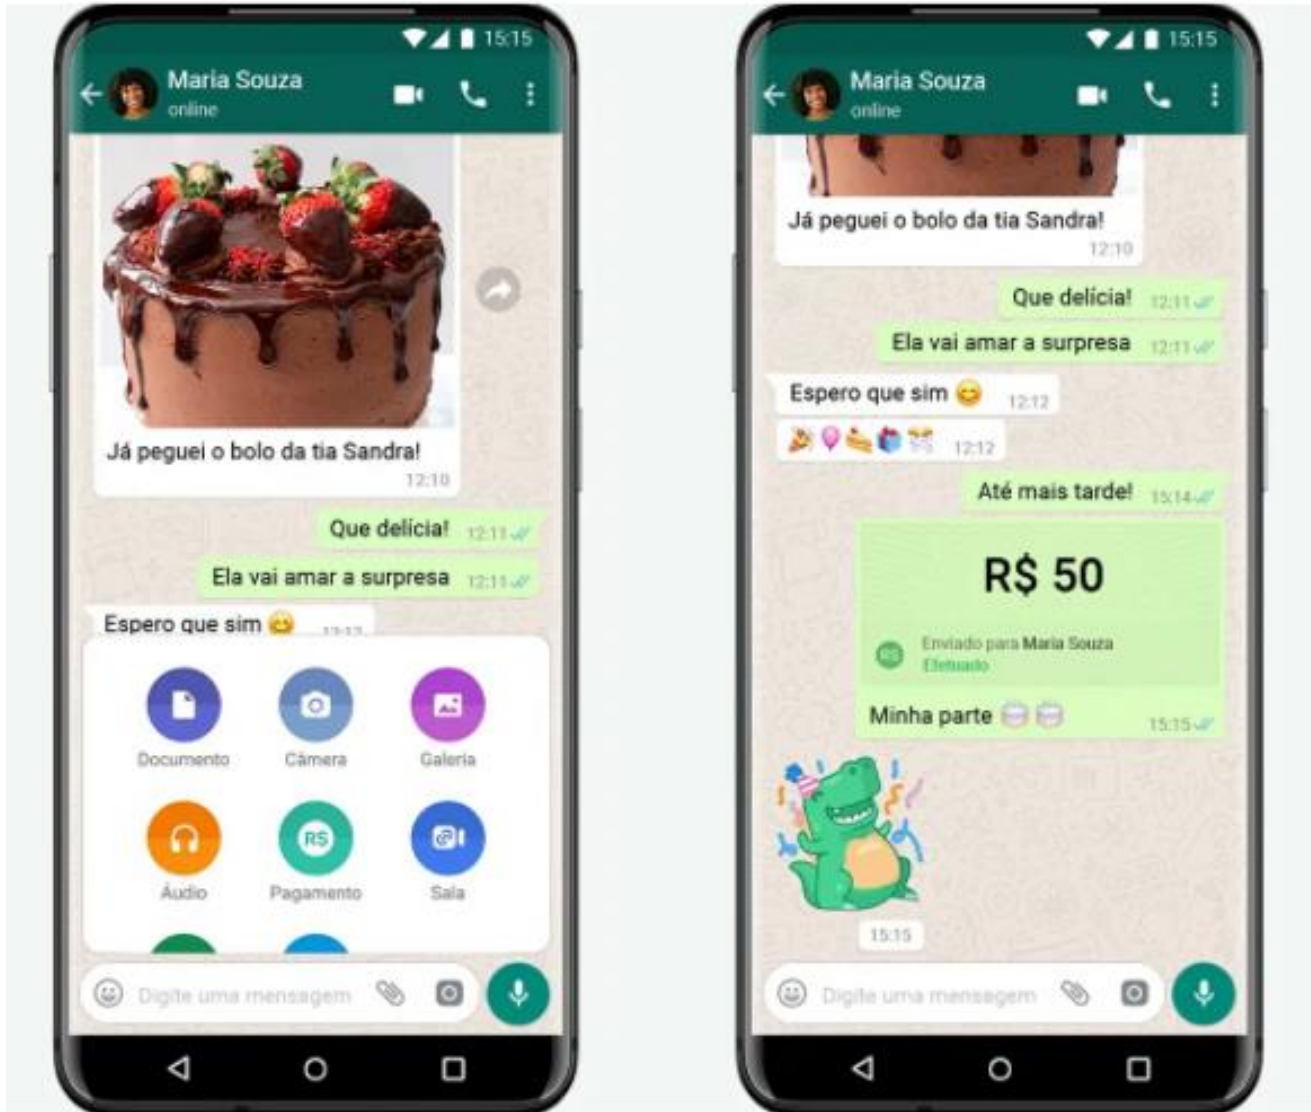 15:15
Maria Souza
online
Já peguei o bolo da tia Sandra!
12:10
Que delícia! 12:11
Ela vai amar a surpresa 12:11
Espero que sim 😊 12:12
Documento Câmera Galeria
R$
Áudio Pagamento Sala
Digite uma mensagem
15:15
Maria Souza
online
Já peguei o bolo da tia Sandra!
12:10
Que delícia! 12:11
Ela vai amar a surpresa 12:11
Espero que sim 😊 12:12
12:12
Até mais tarde! 15:14
R$ 50
R$ Enviado para Maria Souza
Efetuado
Minha parte 15:15
15:15
Digite uma mensagem